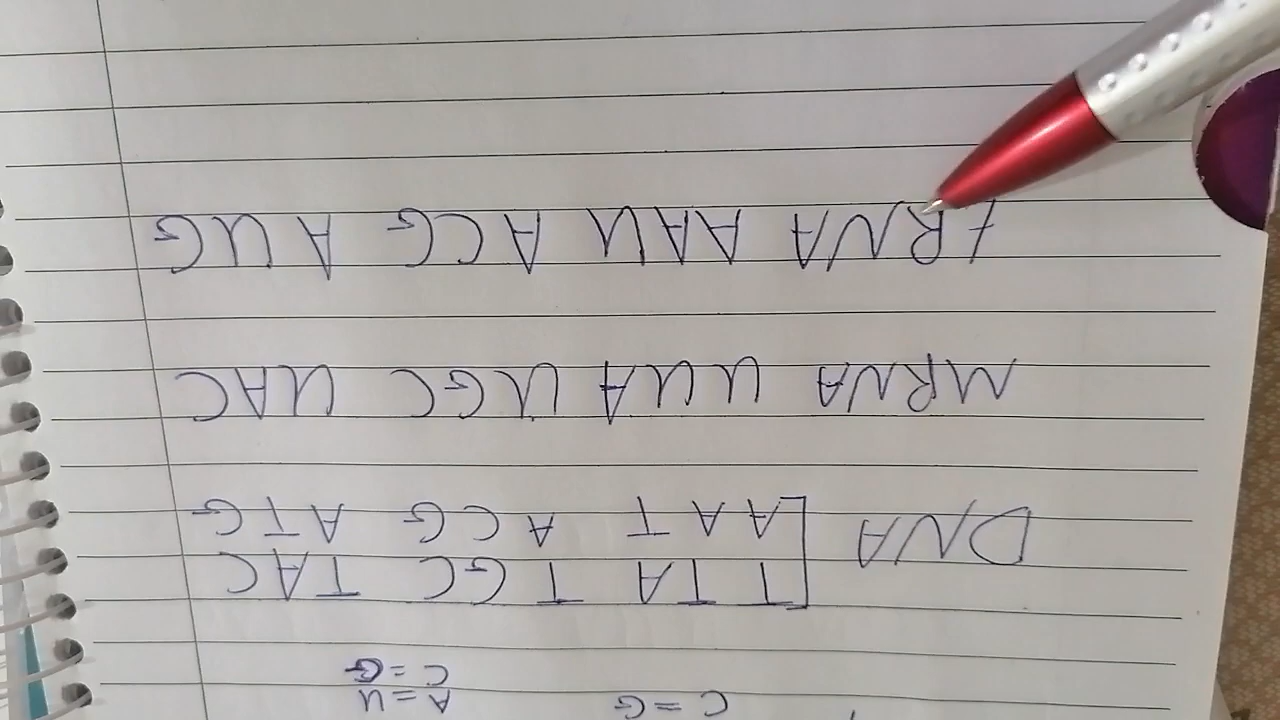 C = G
A = U
C = G
TTA TGC TAC
DNA
AAT ACG ATG
MRNA UUA UGC UAC
tRNA AAU ACG AUG